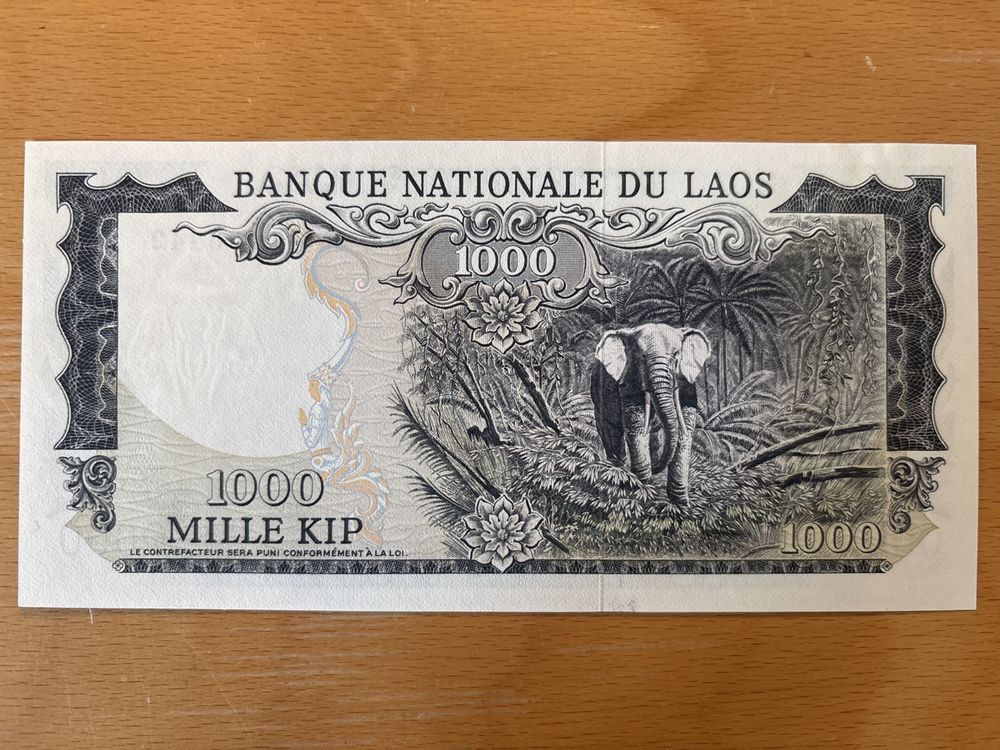 BANQUE NATIONALE DU LAOS
1000
1000
MILLE KIP
LE CONTREFACTEUR SERA PUNI CONFORMÉMENT À LA LOI.
1000